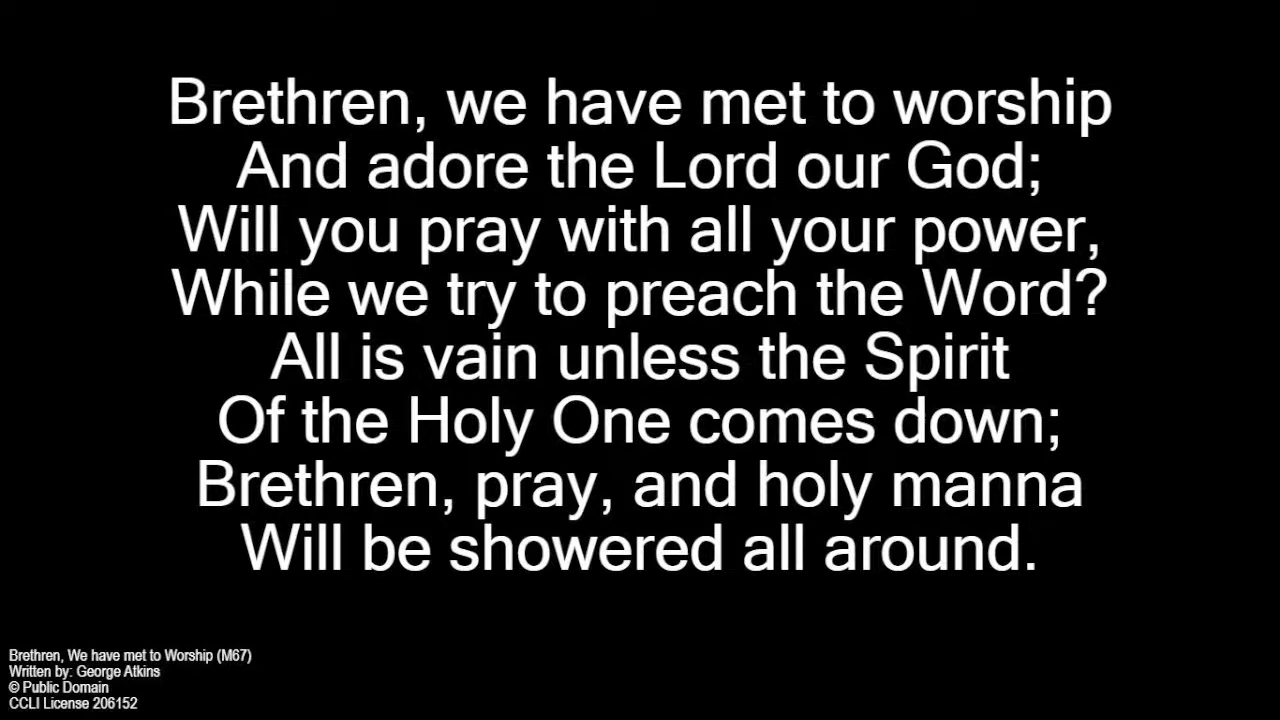 Brethren, we have met to worship
And adore the Lord our God;
Will you pray with all your power,
While we try to preach the Word?
All is vain unless the Spirit
Of the Holy One comes down;
Brethren, pray, and holy manna
Will be showered all around.
Brethren, We have met to Worship (M67)
Written by: George Atkins
© Public Domain
CCLI License 206152